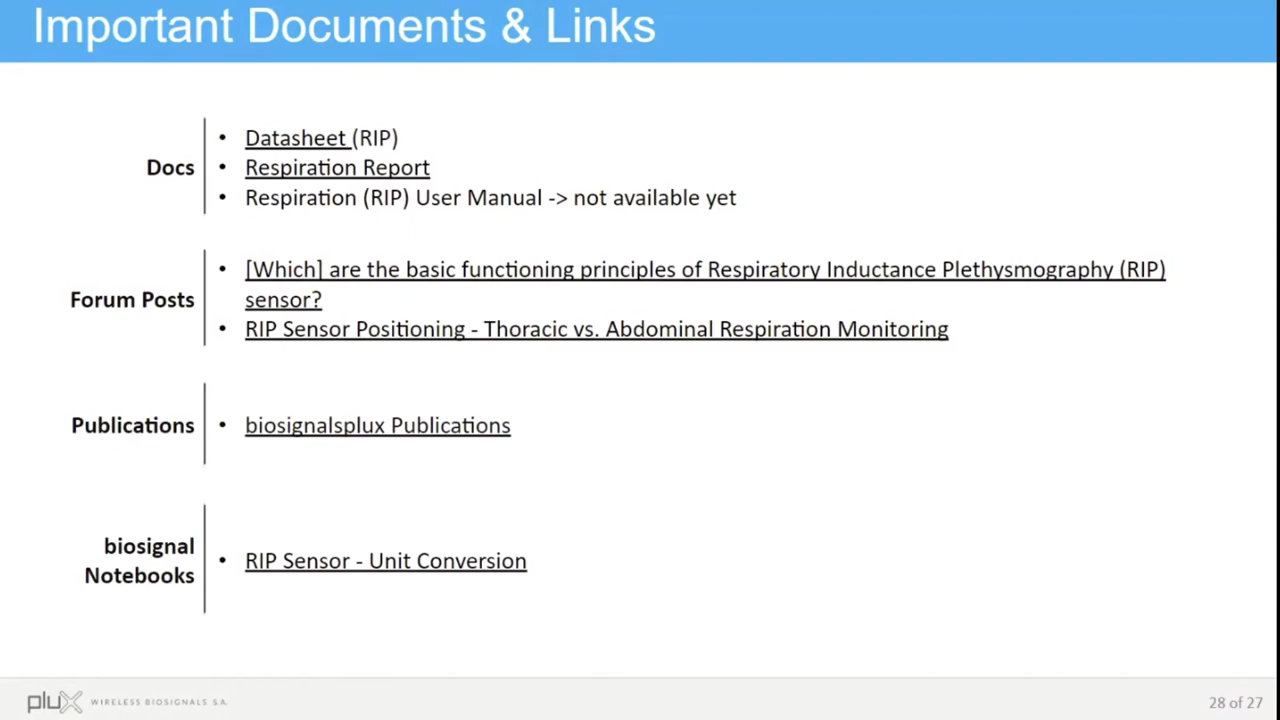 Important Documents & Links
Docs
• Datasheet (RIP)
• Respiration Report
• Respiration (RIP) User Manual -> not available yet
Forum Posts
• [Which] are the basic functioning principles of Respiratory Inductance Plethysmography (RIP)
sensor?
• RIP Sensor Positioning - Thoracic vs. Abdominal Respiration Monitoring
Publications
• biosignalsplux Publications
biosignal
Notebooks
• RIP Sensor - Unit Conversion
plux WIRELESS BIOSIGNALS S.A.
28 of 27